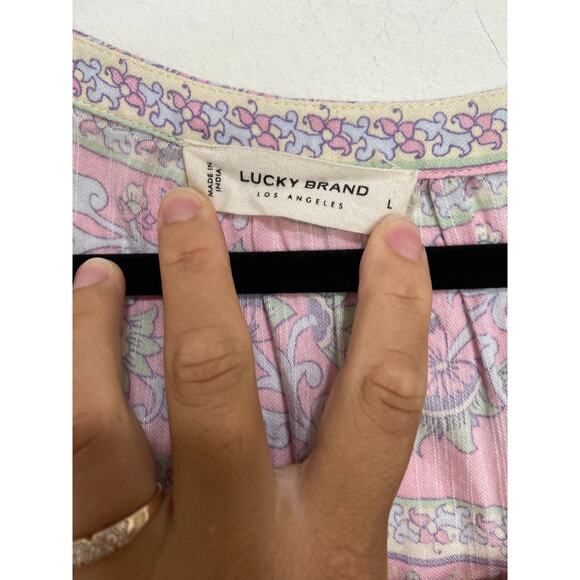 MADE IN
INDIA
LUCKY BRAND
LOS ANGELES
L